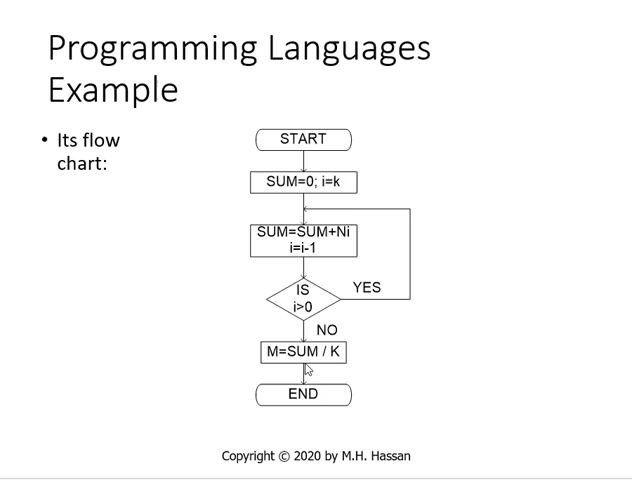 Programming Languages
Example
• Its flow
chart:
START
SUM=0; i=k
SUM=SUM+Ni
i=i-1
IS
i>0
YES
NO
M=SUM / K
END
Copyright © 2020 by M.H. Hassan